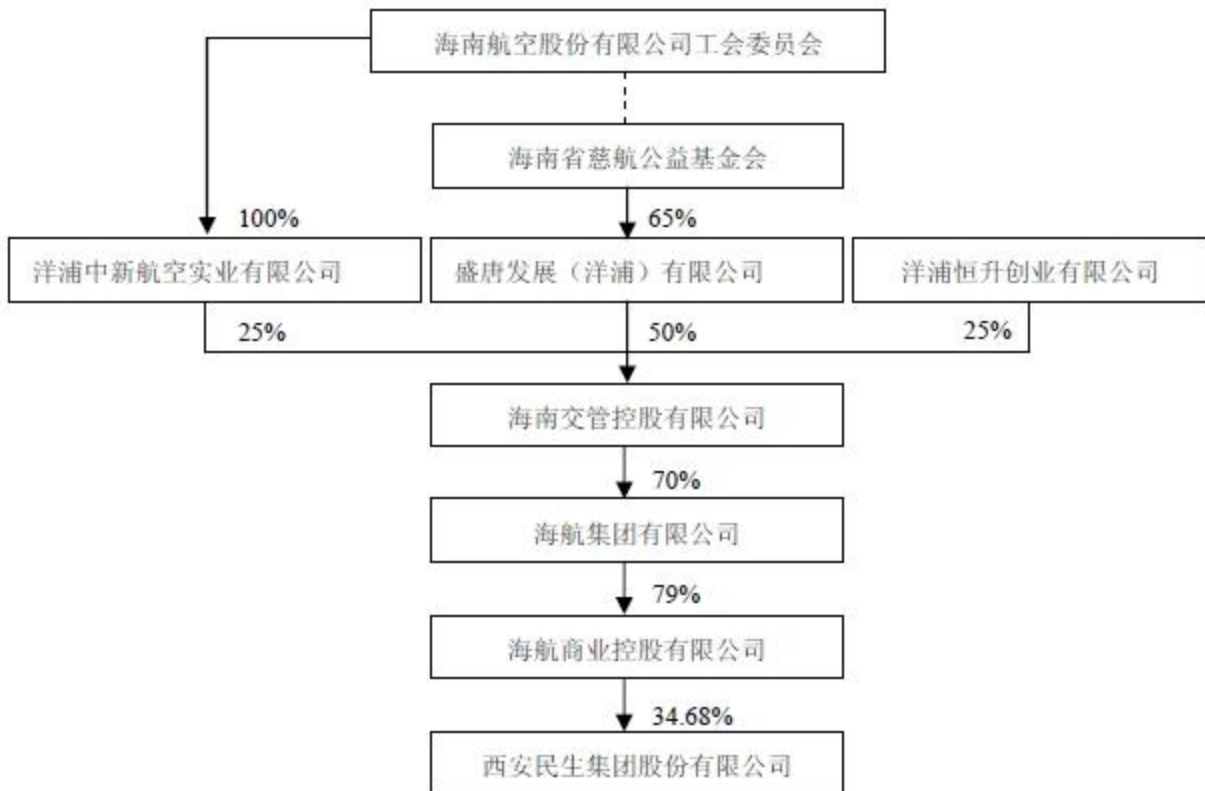 海南航空股份有限公司工会委员会
海南省慈航公益基金会
100%
65%
洋浦中新航空实业有限公司
盛唐发展（洋浦）有限公司
洋浦恒升创业有限公司
25%
50%
25%
海南交管控股有限公司
70%
海航集团有限公司
79%
海航商业控股有限公司
34.68%
西安民生集团股份有限公司